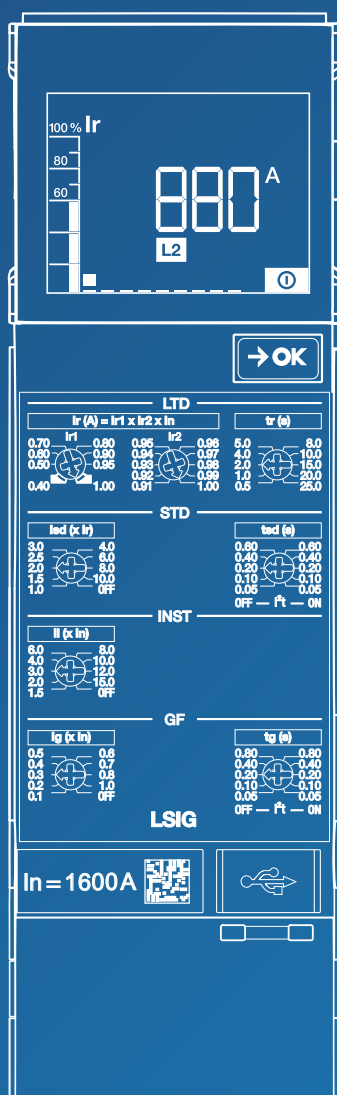 100 % Ir
80
60
880 A
L2
→OK
LTD
Ir (A) = Ir1 x Ir2 x In tr (s)
Ir1 Ir2
0.70 0.80 0.95 0.96 5.0 8.0
0.60 0.90 0.94 0.97 4.0 10.0
0.50 0.95 0.93 0.98 2.0 15.0
0.92 0.99 1.0 20.0
0.40 1.00 0.91 1.00 0.5 25.0
STD
Isd (x Ir) tsd (s)
3.0 4.0 0.60 0.60
2.5 6.0 0.40 0.40
2.0 8.0 0.20 0.20
1.5 10.0 0.10 0.10
1.0 OFF 0.05 0.05
OFF — I²t — ON
INST
Ii (x In)
6.0 8.0
4.0 10.0
3.0 12.0
2.0 15.0
1.5 OFF
GF
Ig (x In) tg (s)
0.5 0.6 0.80 0.80
0.4 0.7 0.40 0.40
0.3 0.8 0.20 0.20
0.2 1.0 0.10 0.10
0.1 OFF 0.05 0.05
OFF — I²t — ON
LSIG
In = 1600 A